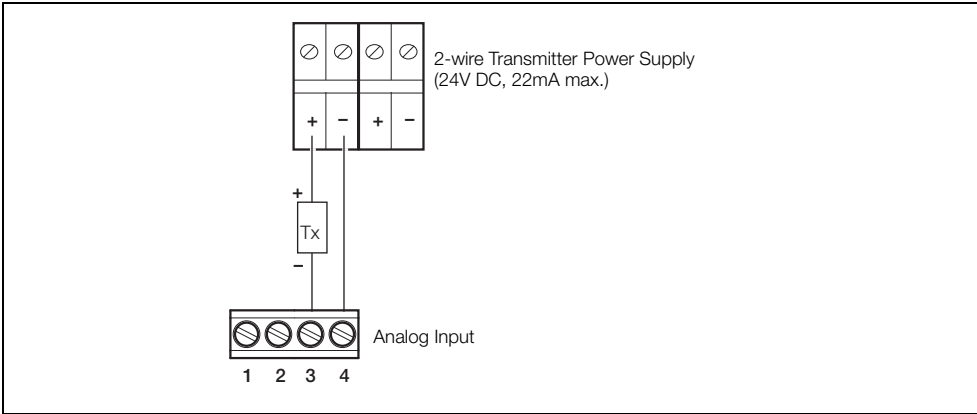 2-wire Transmitter Power Supply
(24V DC, 22mA max.)
+ − + −
+
Tx
−
Analog Input
1 2 3 4